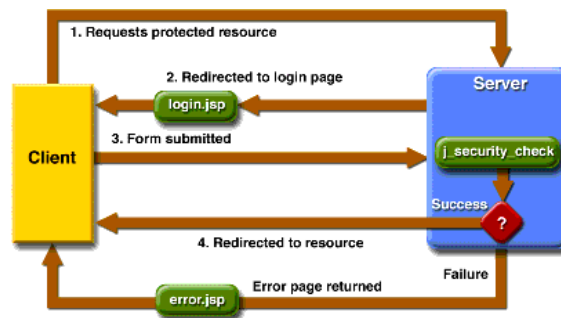 1. Requests protected resource
2. Redirected to login page
Server
login.jsp
3. Form submitted
Client
j_security_check
Success
?
4. Redirected to resource
Failure
Error page returned
error.jsp